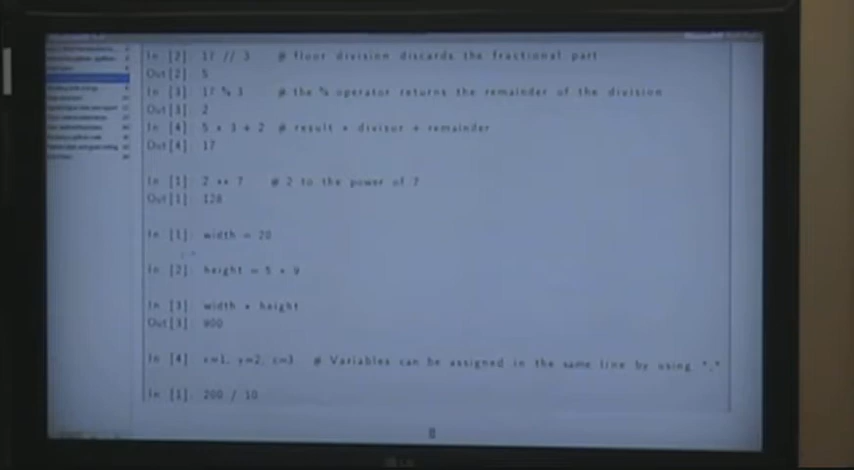 In [2]: 17 // 3 # floor division discards the fractional part
Out[2]: 5
In [3]: 17 % 3 # the % operator returns the remainder of the division
Out[3]: 2
In [4]: 5 * 3 + 2 # result * divisor + remainder
Out[4]: 17
In [1]: 2 ** 7 # 2 to the power of 7
Out[1]: 128
In [1]: width = 20
In [2]: height = 5 * 9
In [3]: width * height
Out[3]: 900
In [4]: x=1, y=2, z=3 # Variables can be assigned in the same line by using ","
In [1]: 200 / 10
LG